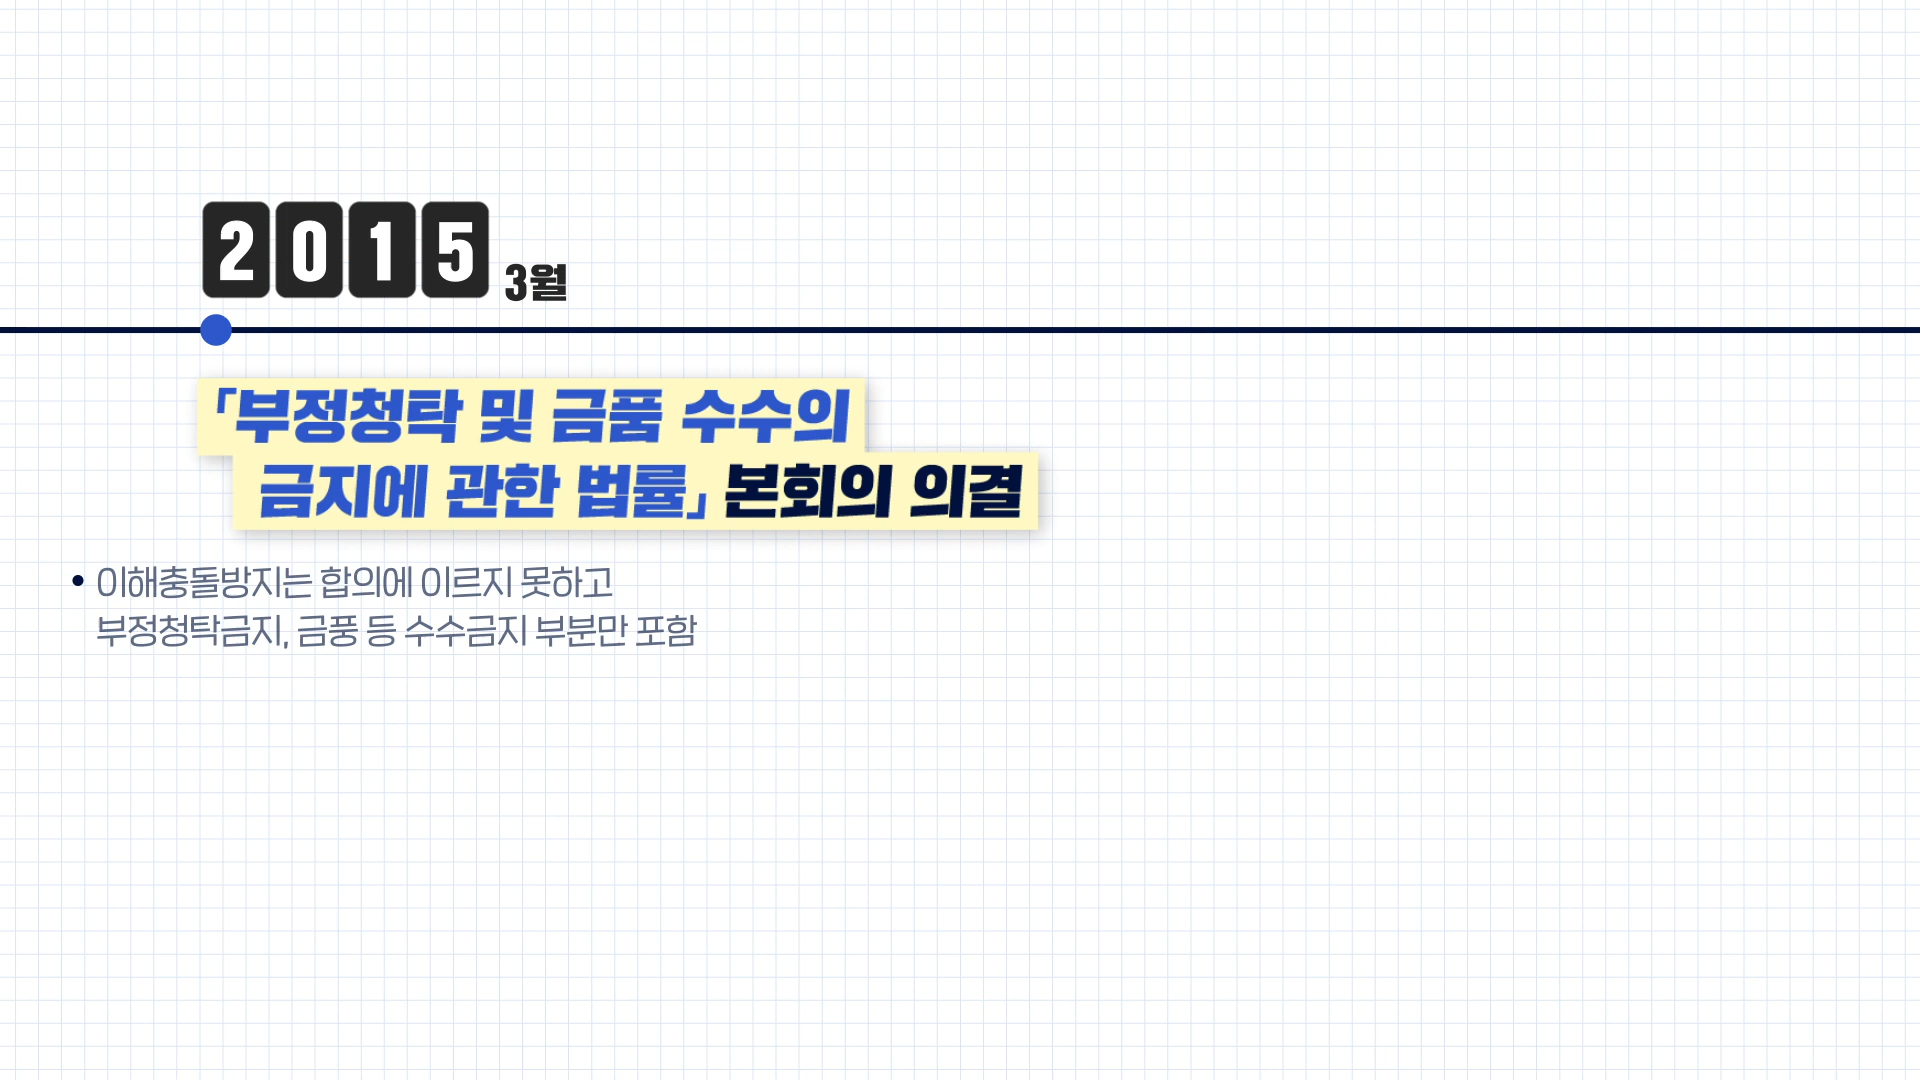 2015 3월
「부정청탁 및 금품 수수의
금지에 관한 법률」 본회의 의결
• 이해충돌방지는 합의에 이르지 못하고
부정청탁금지, 금풍 등 수수금지 부분만 포함